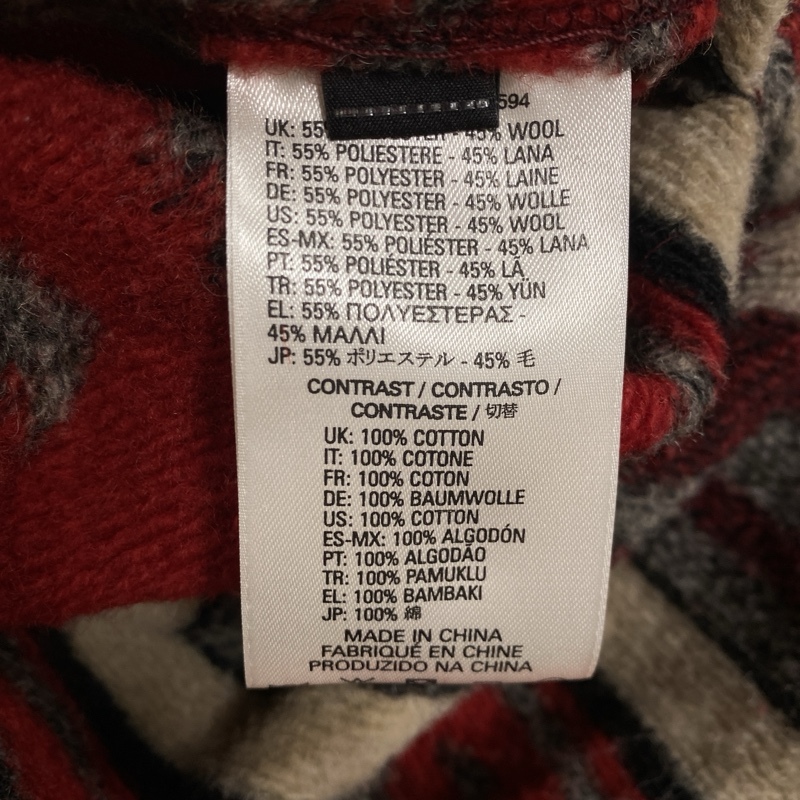 594
UK: 55% POLYESTER - 45% WOOL
IT: 55% POLIESTERE - 45% LANA
FR: 55% POLYESTER - 45% LAINE
DE: 55% POLYESTER - 45% WOLLE
US: 55% POLYESTER - 45% WOOL
ES-MX: 55% POLIÉSTER - 45% LANA
PT: 55% POLIÉSTER - 45% LÃ
TR: 55% POLYESTER - 45% YÜN
EL: 55% ΠΟΛΥΕΣΤΕΡΑΣ -
45% ΜΑΛΛΙ
JP: 55% ポリエステル - 45% 毛
CONTRAST / CONTRASTO /
CONTRASTE / 切替
UK: 100% COTTON
IT: 100% COTONE
FR: 100% COTON
DE: 100% BAUMWOLLE
US: 100% COTTON
ES-MX: 100% ALGODÓN
PT: 100% ALGODÃO
TR: 100% PAMUKLU
EL: 100% ΒΑΜΒΑΚΙ
JP: 100% 綿
MADE IN CHINA
FABRIQUÉ EN CHINE
PRODUZIDO NA CHINA